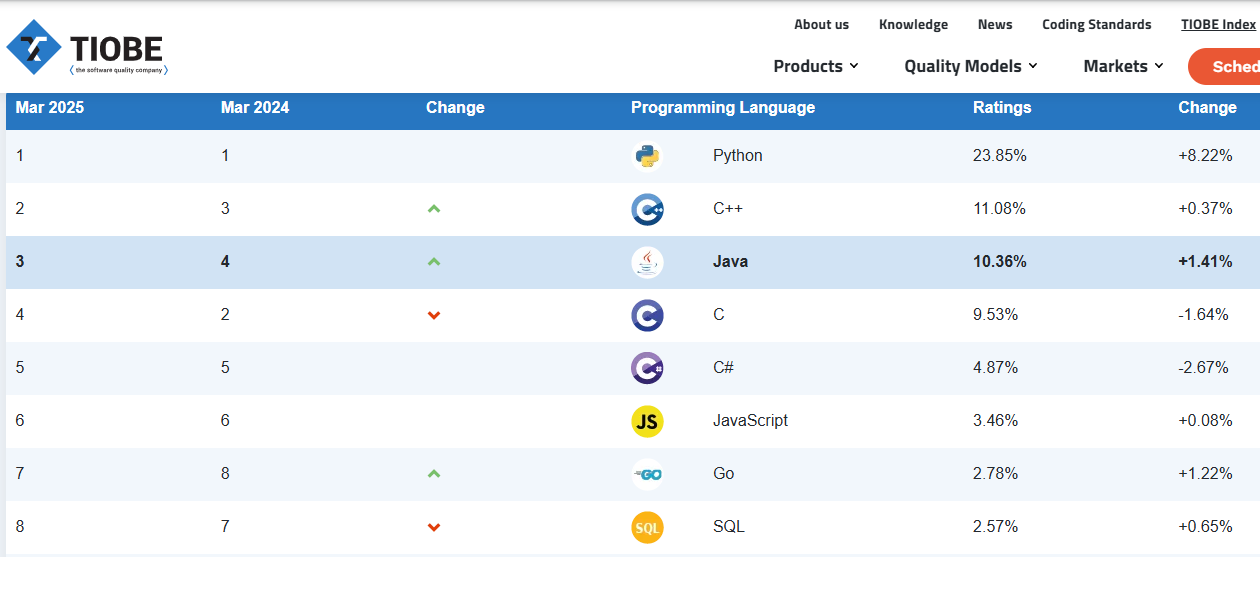 About us Knowledge News Coding Standards TIOBE Index
TIOBE
(the software quality company)
Products Quality Models Markets Sched
Mar 2025 Mar 2024 Change Programming Language Ratings Change
1 1 Python 23.85% +8.22%
2 3 C++ 11.08% +0.37%
3 4 Java 10.36% +1.41%
4 2 C 9.53% -1.64%
5 5 C# 4.87% -2.67%
6 6 JS JavaScript 3.46% +0.08%
7 8 GO Go 2.78% +1.22%
8 7 SQL SQL 2.57% +0.65%